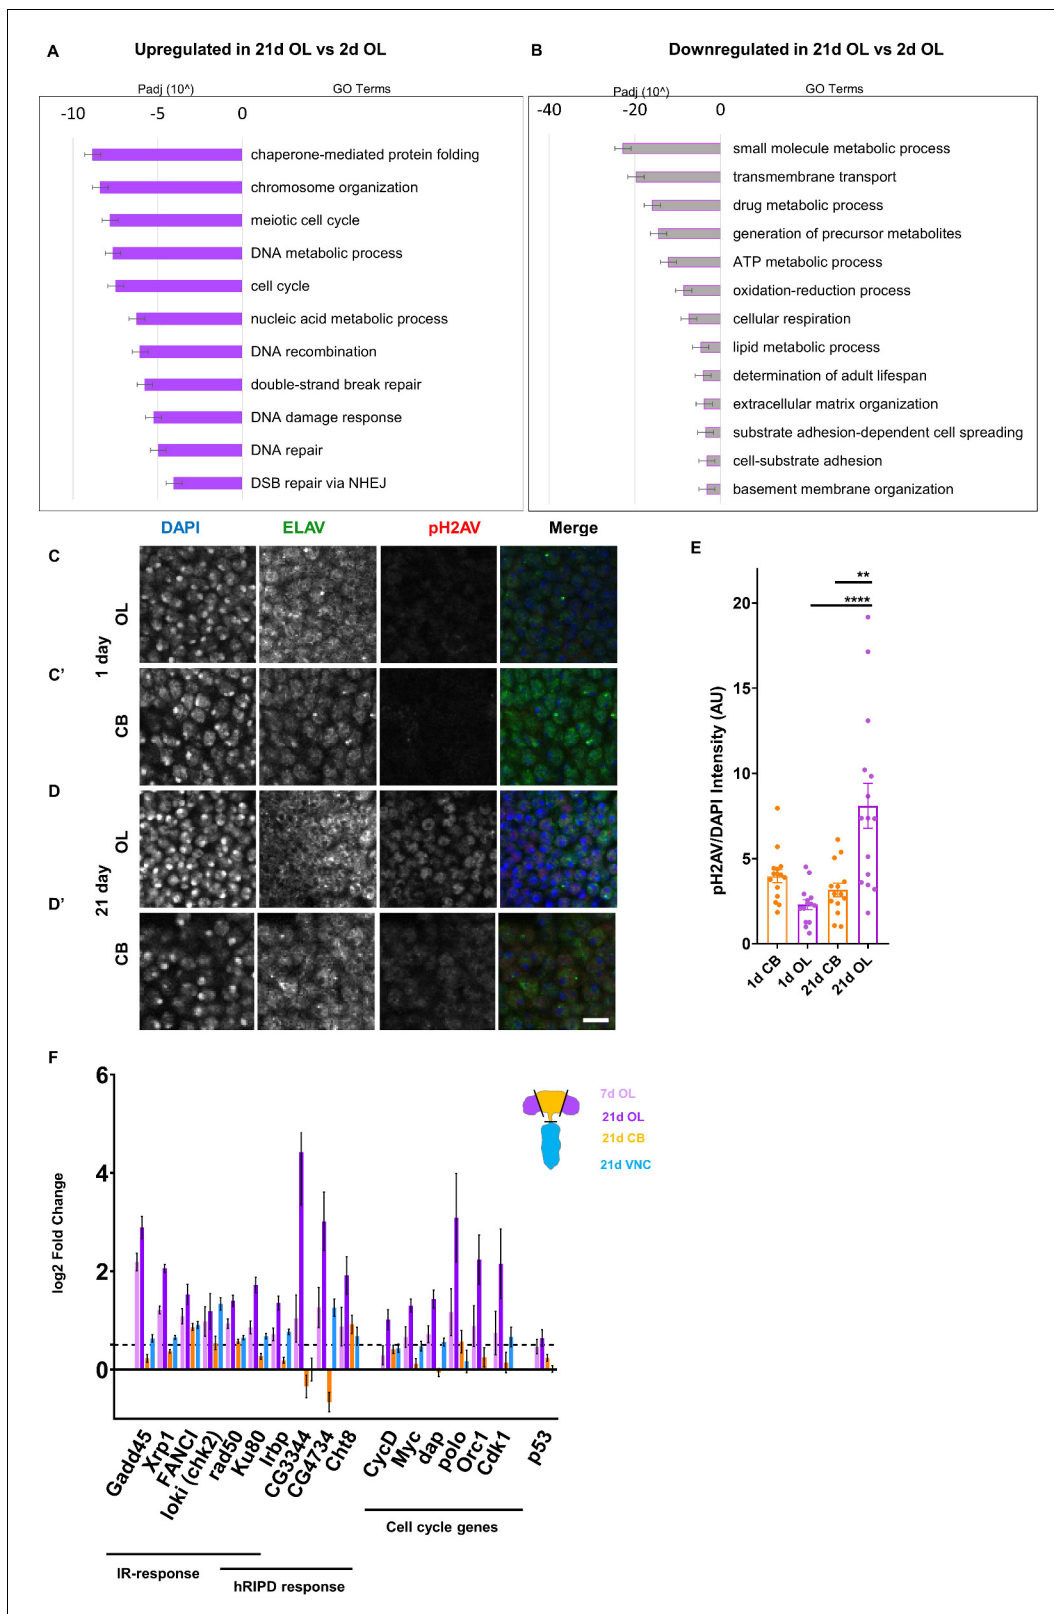 A Upregulated in 21d OL vs 2d OL
Padj (10^) GO Terms
-10 -5 0
chaperone-mediated protein folding
chromosome organization
meiotic cell cycle
DNA metabolic process
cell cycle
nucleic acid metabolic process
DNA recombination
double-strand break repair
DNA damage response
DNA repair
DSB repair via NHEJ
B Downregulated in 21d OL vs 2d OL
Padj (10^) GO Terms
-40 -20 0
small molecule metabolic process
transmembrane transport
drug metabolic process
generation of precursor metabolites
ATP metabolic process
oxidation-reduction process
cellular respiration
lipid metabolic process
determination of adult lifespan
extracellular matrix organization
substrate adhesion-dependent cell spreading
cell-substrate adhesion
basement membrane organization
DAPI ELAV pH2AV Merge
C
OL
1 day
C'
CB
D
OL
21 day
D'
CB
E
**
****
20
15
10
5
0
pH2AV/DAPI Intensity (AU)
1d CB
1d OL
21d CB
21d OL
F
6
4
2
0
log2 Fold Change
7d OL
21d OL
21d CB
21d VNC
Gadd45
Xrp1
FANCI
loki (chk2)
rad50
Ku80
Irbp
CG3344
CG4734
Cht8
CycD
Myc
dap
polo
Orc1
Cdk1
p53
Cell cycle genes
IR-response
hRIPD response